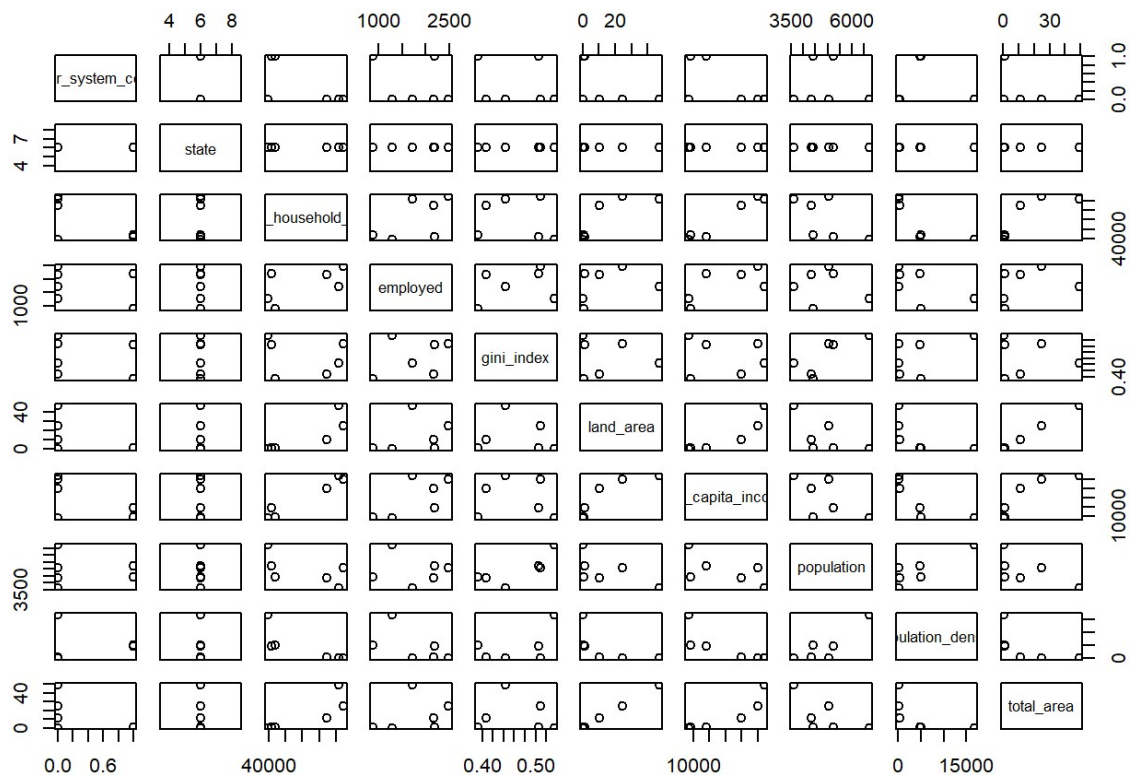 4 6 8 1000 2500 0 20 3500 6000 0 30
r_system_co 0.0 1.0
4 7 state
_household_ 40000
1000 employed
gini_index 0.40
0 40 land_area
_capita_inco 10000
3500 population
ulation_den 0
0 40 total_area
0.0 0.6 40000 0.40 0.50 10000 0 15000